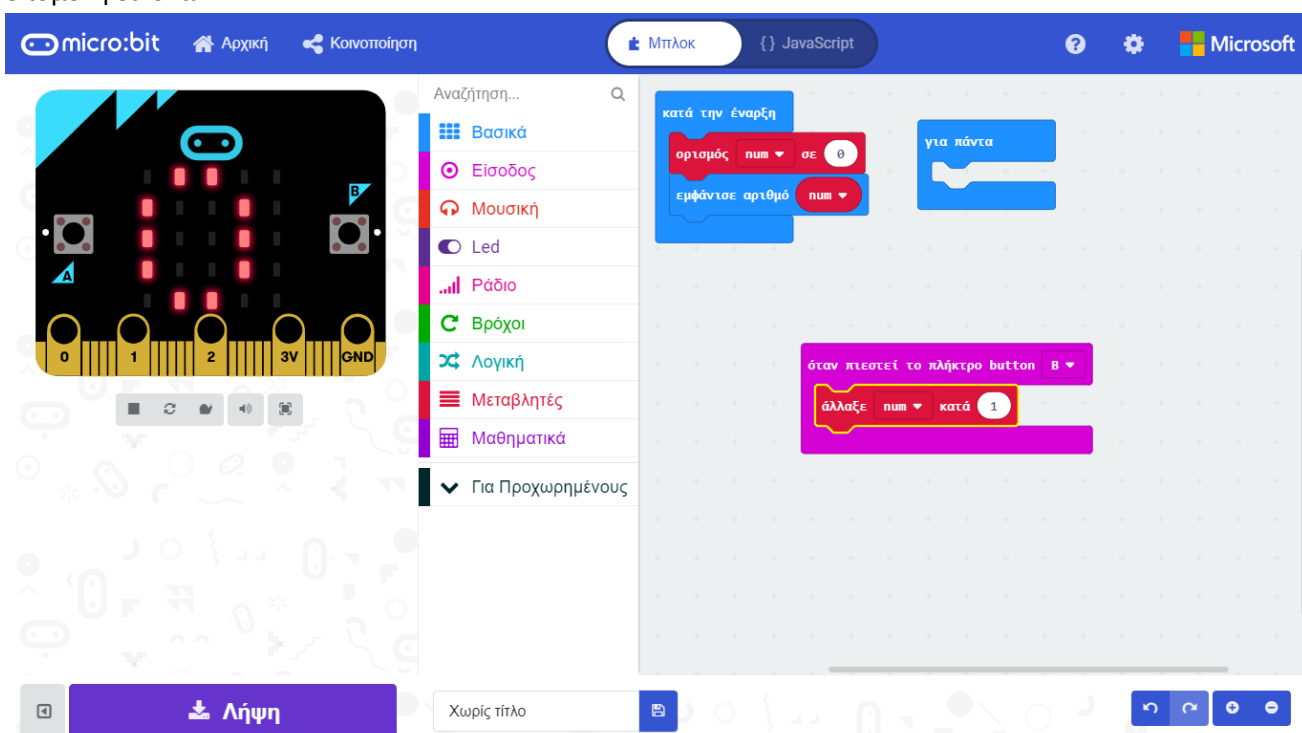 micro:bit
Αρχική
Κοινοποίηση
Μπλοκ
{} JavaScript
Microsoft
Αναζήτηση...
Βασικά
Είσοδος
Μουσική
Led
Ράδιο
Βρόχοι
Λογική
Μεταβλητές
Μαθηματικά
Για Προχωρημένους
B
A
0 1 2 3V GND
κατά την έναρξη
ορισμός num σε 0
εμφάνισε αριθμό num
για πάντα
όταν πιεστεί το πλήκτρο button B
άλλαξε num κατά 1
Λήψη
Χωρίς τίτλο